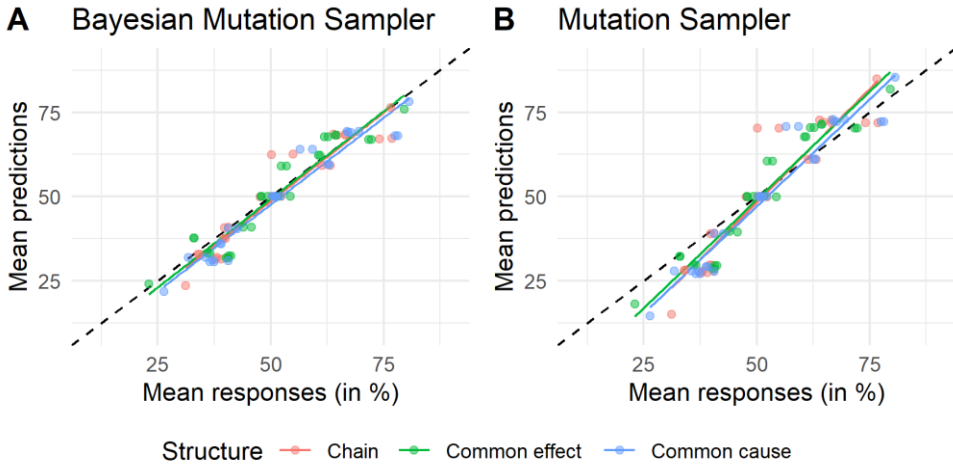 A Bayesian Mutation Sampler
B Mutation Sampler
Mean predictions
75
50
25
25 50 75
Mean responses (in %)
Mean predictions
75
50
25
25 50 75
Mean responses (in %)
Structure Chain Common effect Common cause